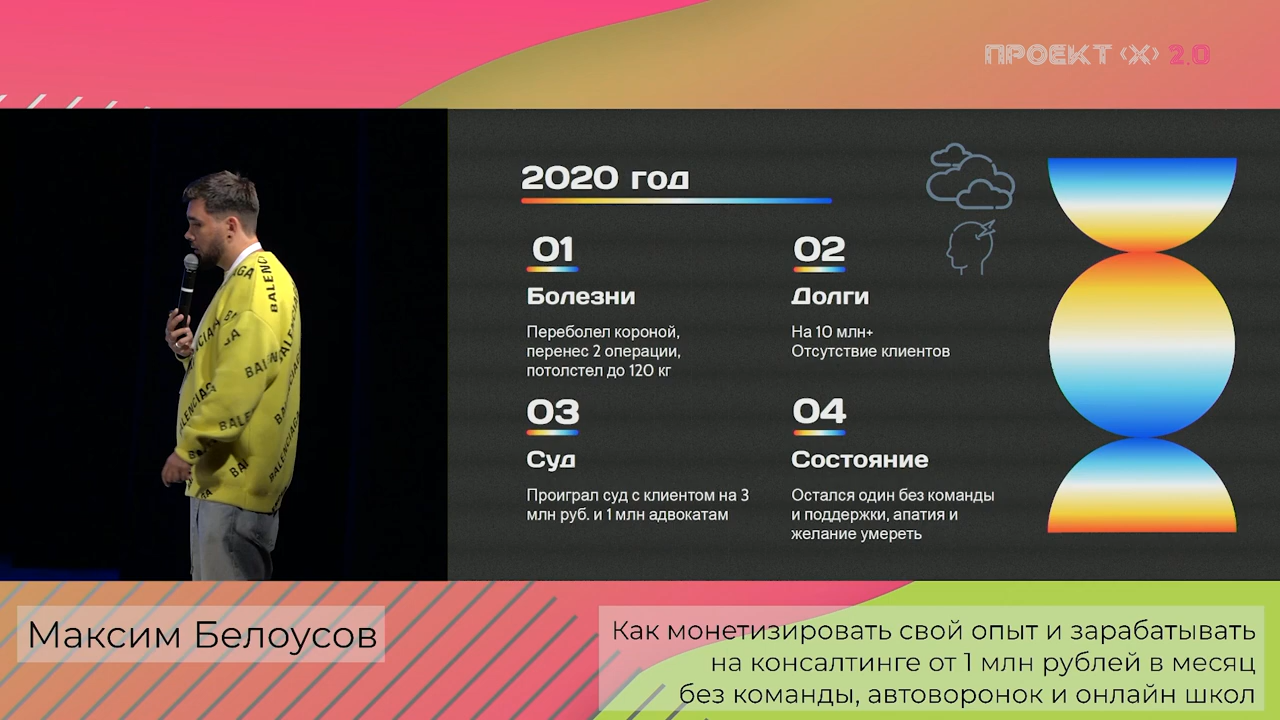 ПРОЕКТ ‹X› 2.0
2020 год
01
Болезни
Переболел короной,
перенес 2 операции,
потолстел до 120 кг
02
Долги
На 10 млн+
Отсутствие клиентов
03
Суд
Проиграл суд с клиентом на 3
млн руб. и 1 млн адвокатам
04
Состояние
Остался один без команды
и поддержки, апатия и
желание умереть
BALENCIAGA
Максим Белоусов
Как монетизировать свой опыт и зарабатывать
на консалтинге от 1 млн рублей в месяц
без команды, автоворонок и онлайн школ